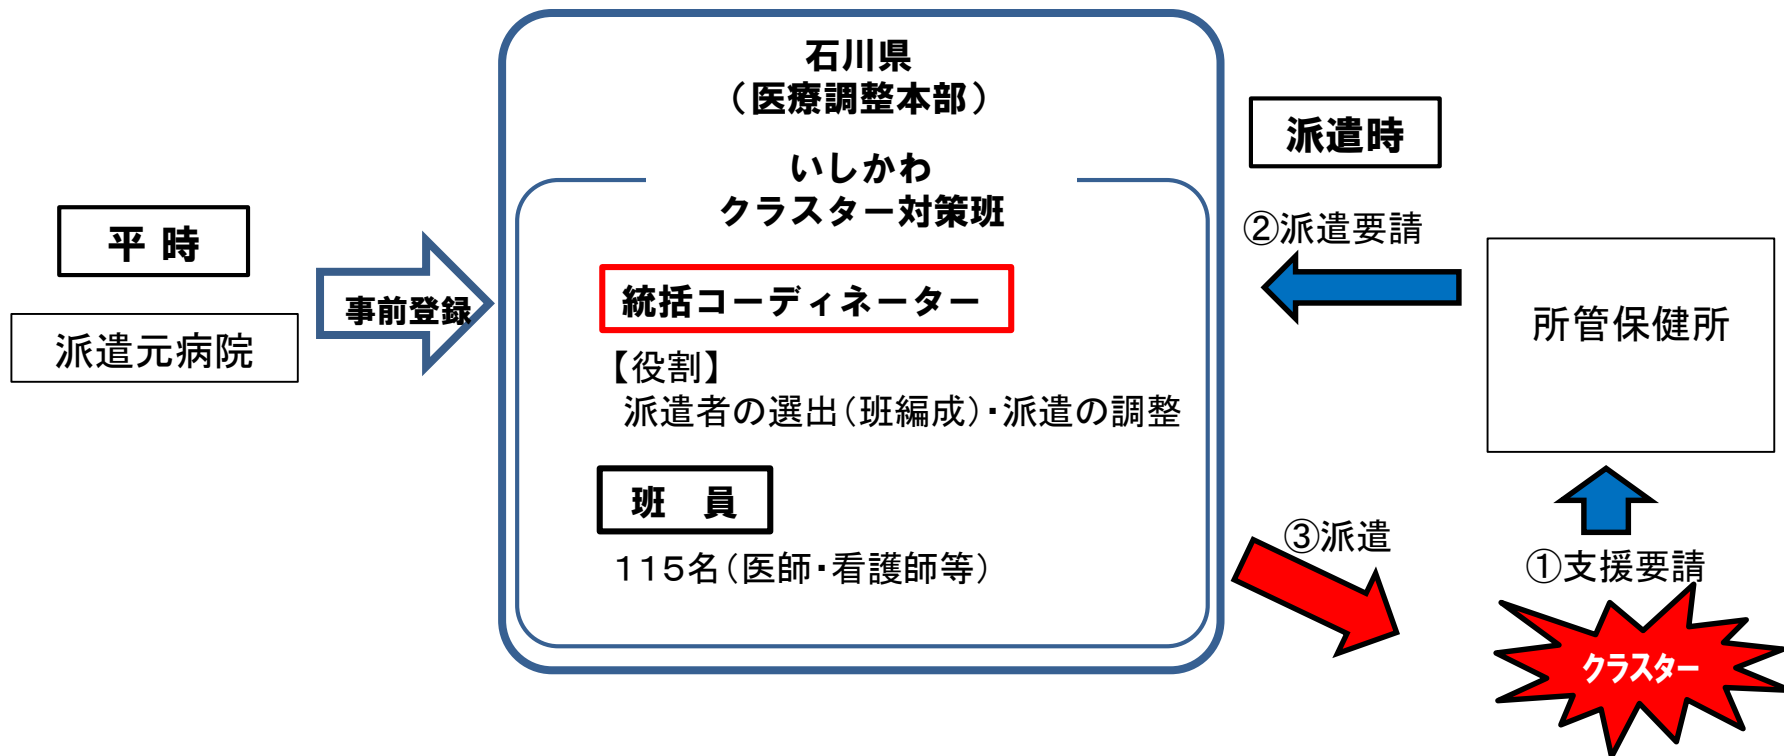 石川県
（医療調整本部）
いしかわ
クラスター対策班
平 時
派遣元病院
事前登録
統括コーディネーター
【役割】
派遣者の選出（班編成）・派遣の調整
班　員
１１５名（医師・看護師等）
派遣時
②派遣要請
所管保健所
③派遣
①支援要請
クラスター